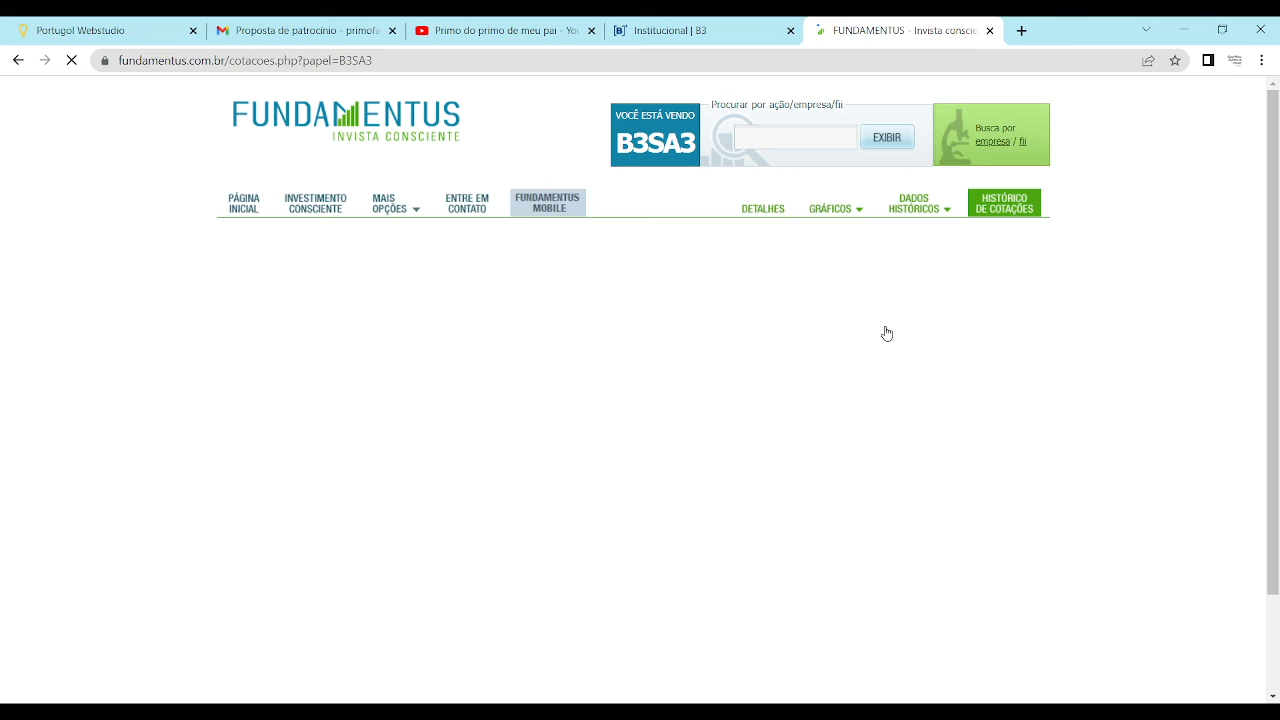 Portugol Webstudio
Proposta de patrocínio - primofa
Primo do primo de meu pai - You
Institucional | B3
FUNDAMENTUS - Invista conscie
fundamentus.com.br/cotacoes.php?papel=B3SA3
FUNDAMENTUS
INVISTA CONSCIENTE
VOCÊ ESTÁ VENDO
B3SA3
Procurar por ação/empresa/fii
EXIBIR
Busca por
empresa / fii
PÁGINA
INICIAL
INVESTIMENTO
CONSCIENTE
MAIS
OPÇÕES
ENTRE EM
CONTATO
FUNDAMENTUS
MOBILE
DETALHES
GRÁFICOS
DADOS
HISTÓRICOS
HISTÓRICO
DE COTAÇÕES